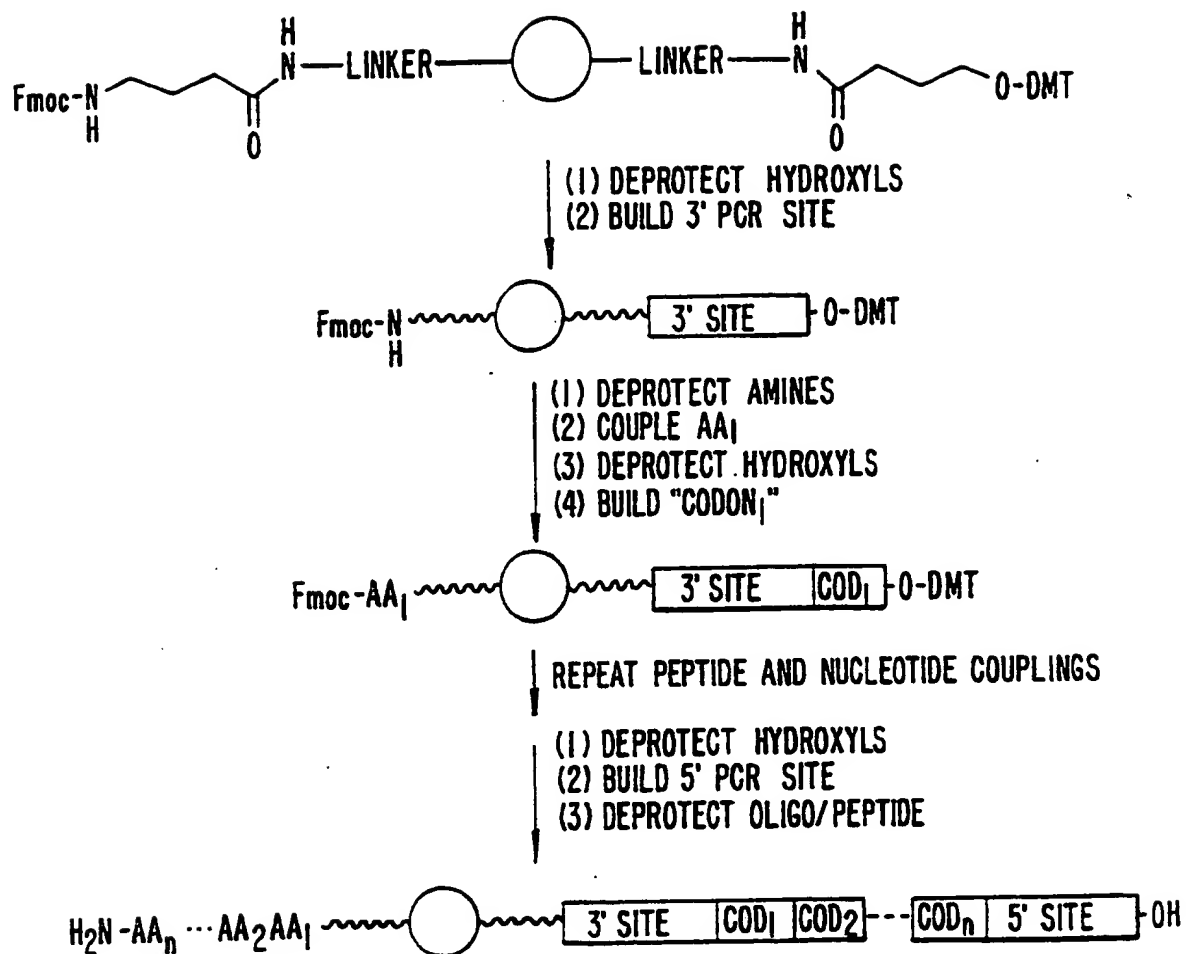 H H
Fmoc-N N—LINKER LINKER—N O-DMT
H O O
(1) DEPROTECT HYDROXYLS
(2) BUILD 3' PCR SITE
Fmoc-N 3' SITE O-DMT
H
(1) DEPROTECT AMINES
(2) COUPLE AA1
(3) DEPROTECT HYDROXYLS
(4) BUILD "CODON1"
Fmoc-AA1 3' SITE COD1 O-DMT
REPEAT PEPTIDE AND NUCLEOTIDE COUPLINGS
(1) DEPROTECT HYDROXYLS
(2) BUILD 5' PCR SITE
(3) DEPROTECT OLIGO/PEPTIDE
H2N-AAn ··· AA2AA1 3' SITE COD1 COD2 --- CODn 5' SITE OH